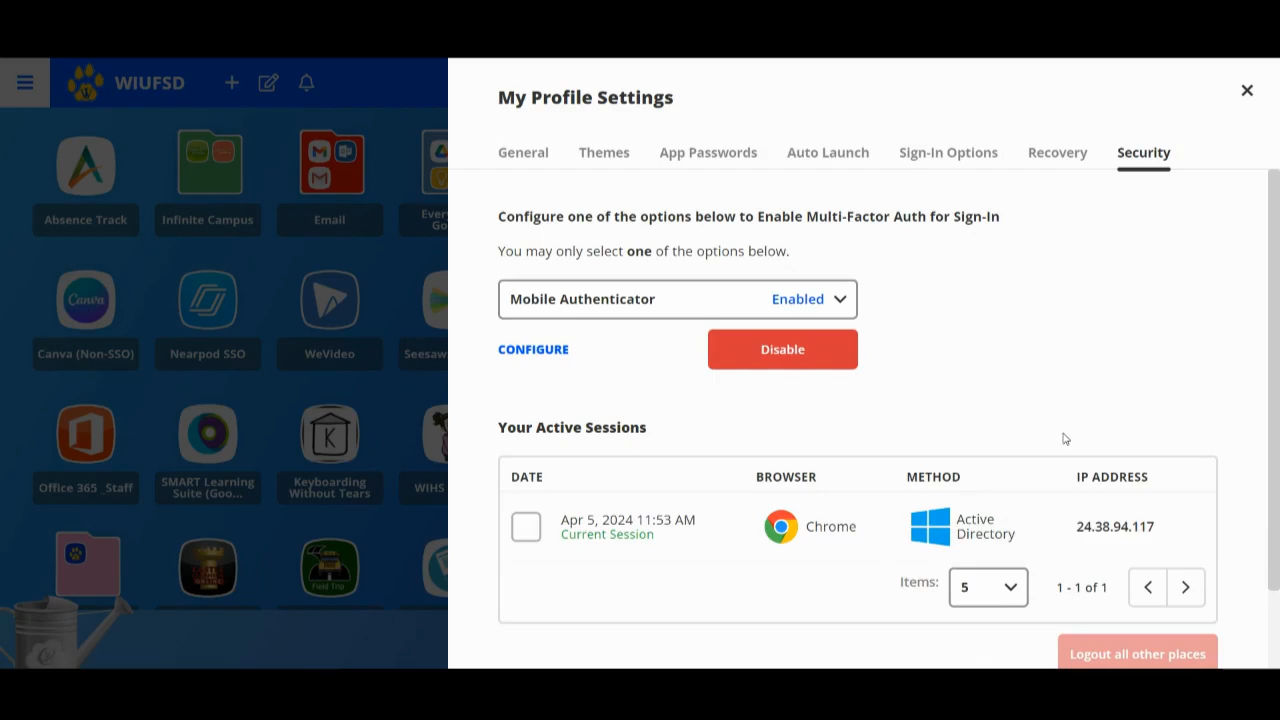 WIUFSD
My Profile Settings
General Themes App Passwords Auto Launch Sign-In Options Recovery Security
Configure one of the options below to Enable Multi-Factor Auth for Sign-In
You may only select one of the options below.
Mobile Authenticator Enabled
CONFIGURE Disable
Your Active Sessions
DATE BROWSER METHOD IP ADDRESS
Apr 5, 2024 11:53 AM
Current Session
Chrome
Active
Directory
24.38.94.117
Items: 5 1 - 1 of 1
Logout all other places
Absence Track
Infinite Campus
Email
Canva
Canva (Non-SSO)
Nearpod SSO
WeVideo
Office 365 _Staff
SMART Learning
Suite (Goo...
K
Keyboarding
Without Tears
WIHS
Field Trip